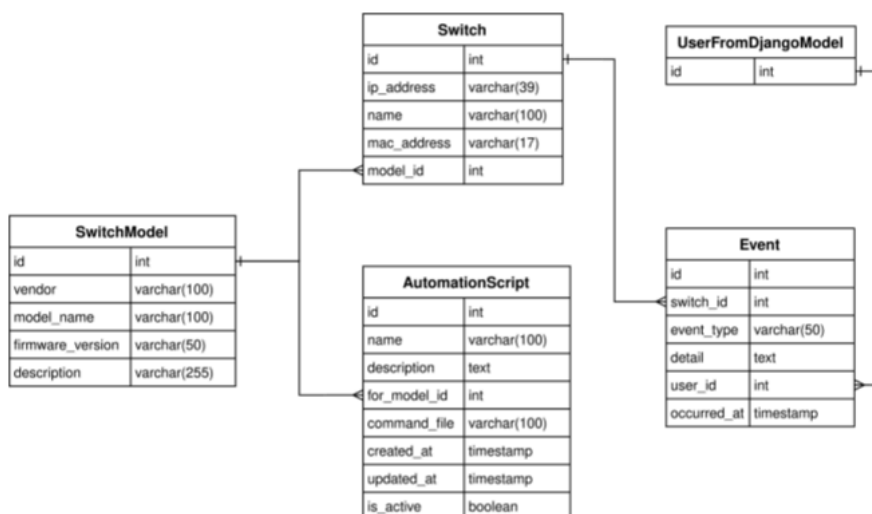 Switch
id int
ip_address varchar(39)
name varchar(100)
mac_address varchar(17)
model_id int
UserFromDjangoModel
id int
SwitchModel
id int
vendor varchar(100)
model_name varchar(100)
firmware_version varchar(50)
description varchar(255)
AutomationScript
id int
name varchar(100)
description text
for_model_id int
command_file varchar(100)
created_at timestamp
updated_at timestamp
is_active boolean
Event
id int
switch_id int
event_type varchar(50)
detail text
user_id int
occurred_at timestamp